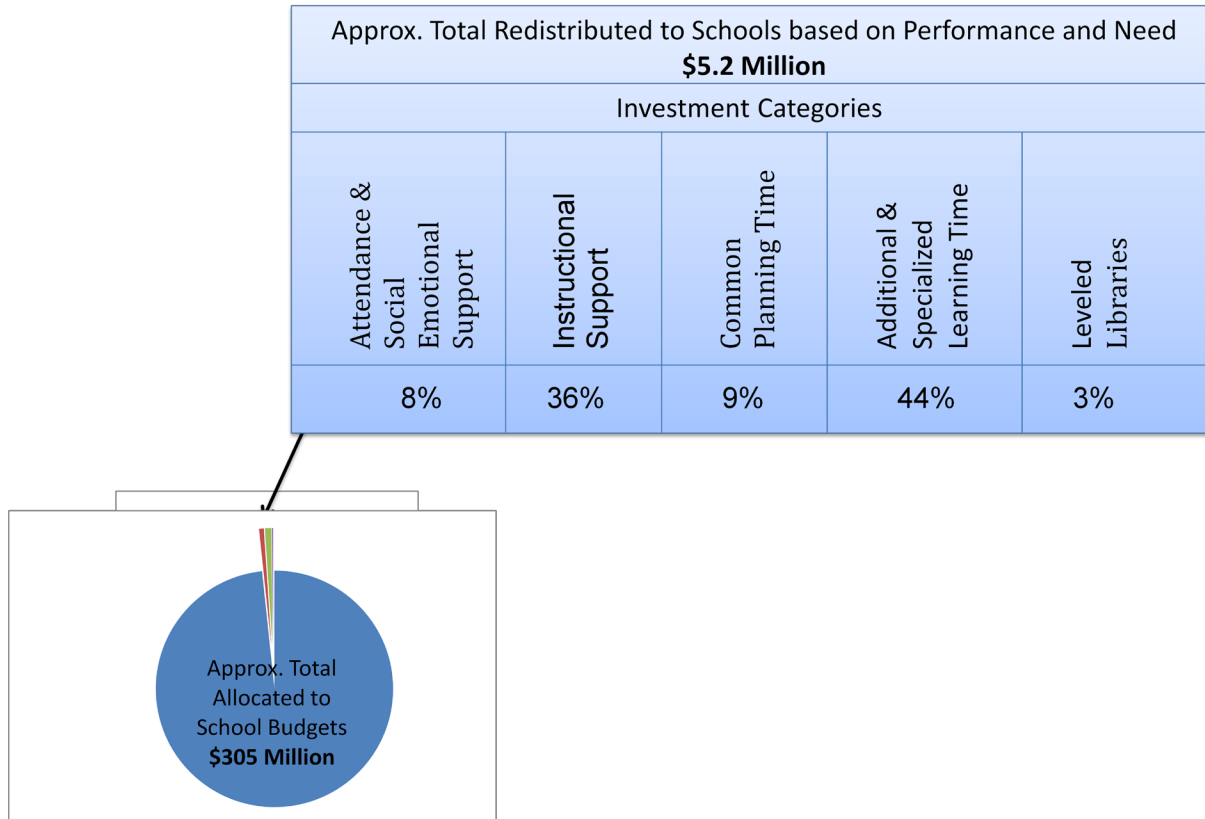 Approx. Total Redistributed to Schools based on Performance and Need
$5.2 Million
Investment Categories
Attendance &
Social
Emotional
Support
Instructional
Support
Common
Planning Time
Additional &
Specialized
Learning Time
Leveled
Libraries
8%
36%
9%
44%
3%
Approx. Total
Allocated to
School Budgets
$305 Million